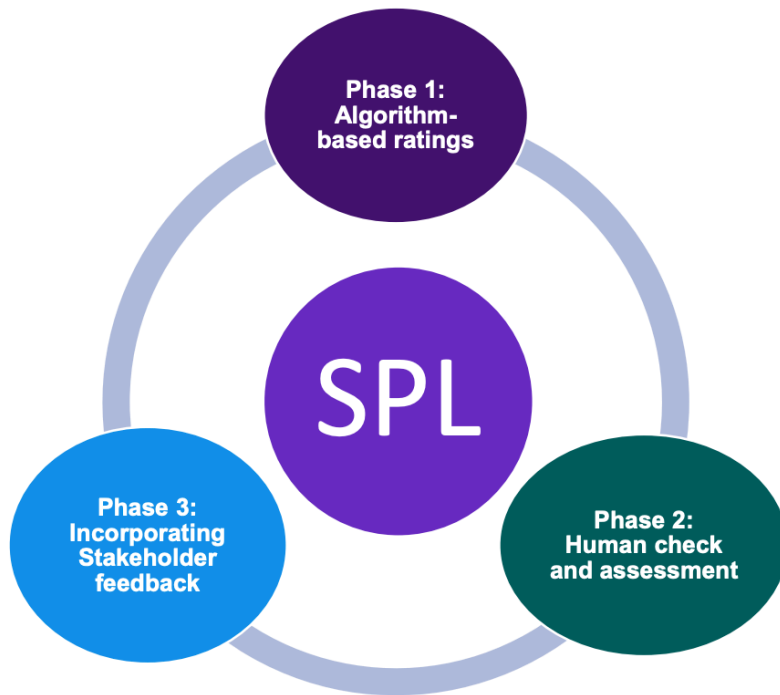 Phase 1:
Algorithm-
based ratings
SPL
Phase 3:
Incorporating
Stakeholder
feedback
Phase 2:
Human check
and assessment